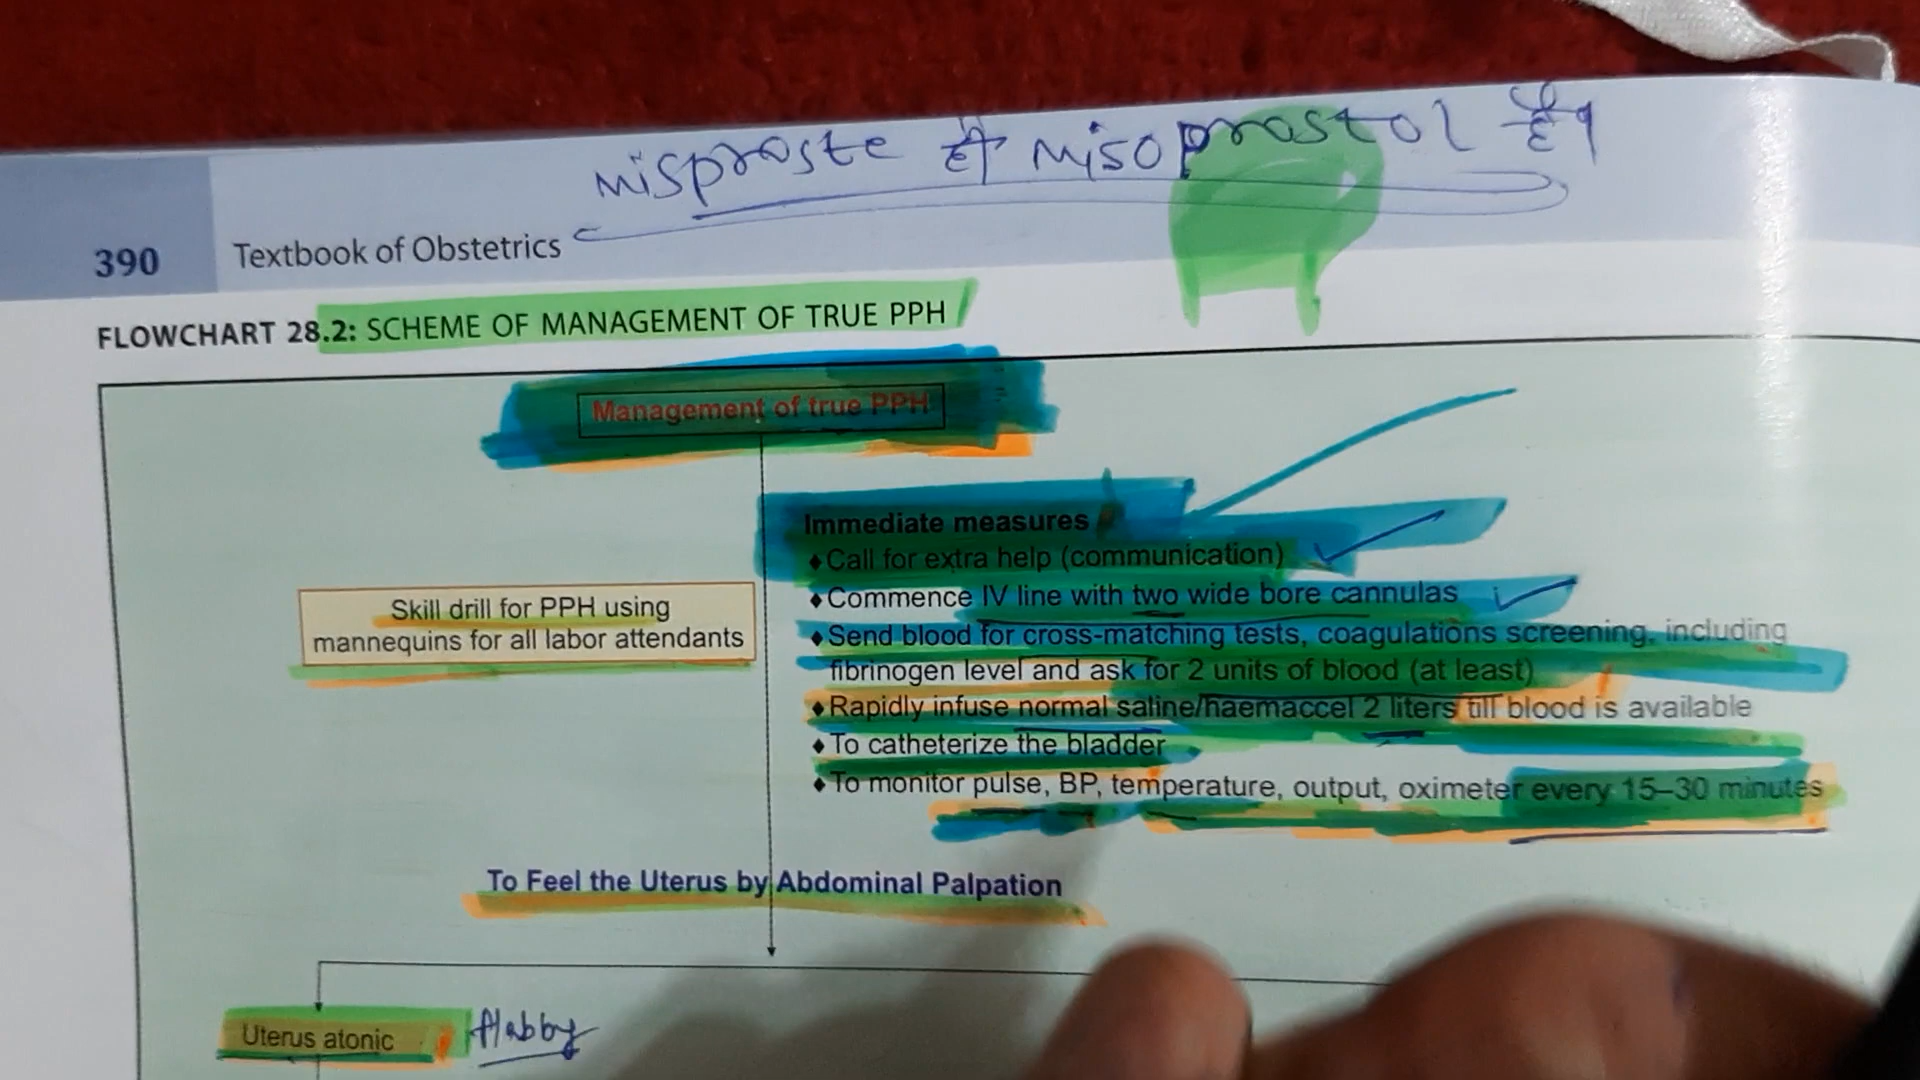 misproste ही misoprostol है।
390 Textbook of Obstetrics
FLOWCHART 28.2: SCHEME OF MANAGEMENT OF TRUE PPH
Management of true PPH
Immediate measures
♦Call for extra help (communication)
♦Commence IV line with two wide bore cannulas
♦Send blood for cross-matching tests, coagulations screening, including
fibrinogen level and ask for 2 units of blood (at least)
♦Rapidly infuse normal saline/haemaccel 2 liters till blood is available
♦To catheterize the bladder
♦To monitor pulse, BP, temperature, output, oximeter every 15–30 minutes
Skill drill for PPH using
mannequins for all labor attendants
To Feel the Uterus by Abdominal Palpation
Uterus atonic flabby